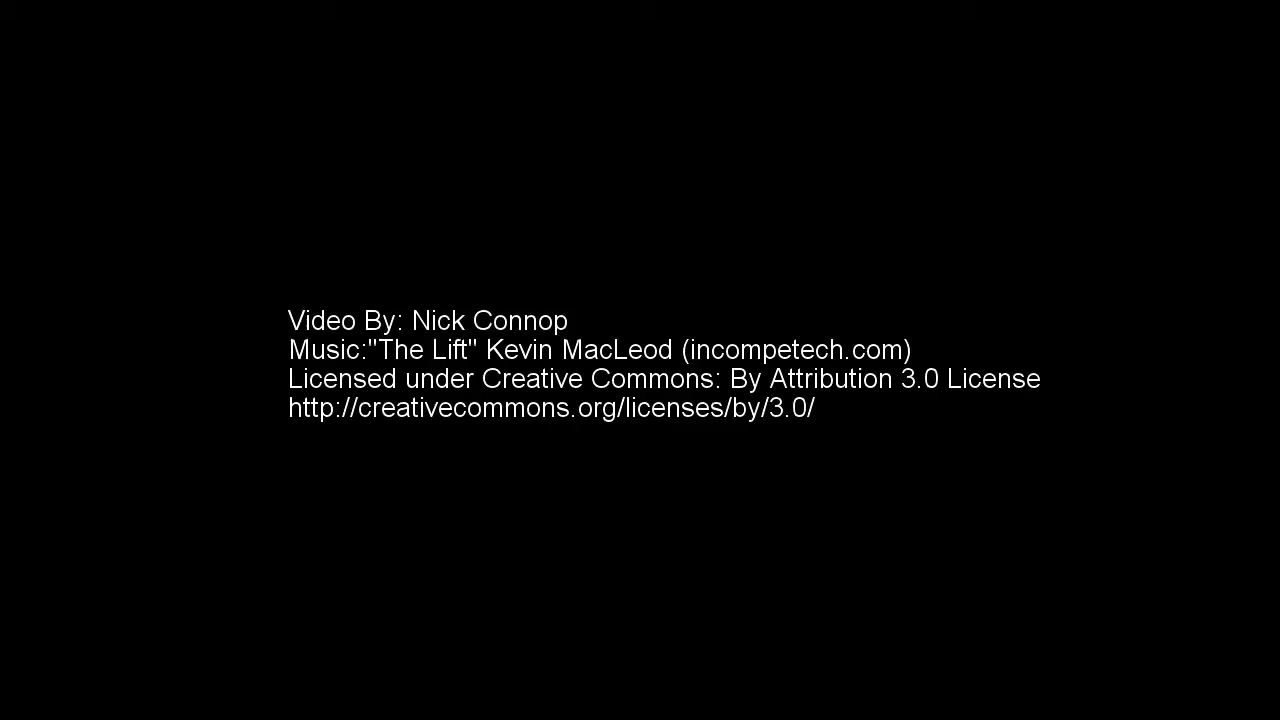 Video By: Nick Connop
Music:"The Lift" Kevin MacLeod (incompetech.com)
Licensed under Creative Commons: By Attribution 3.0 License
http://creativecommons.org/licenses/by/3.0/